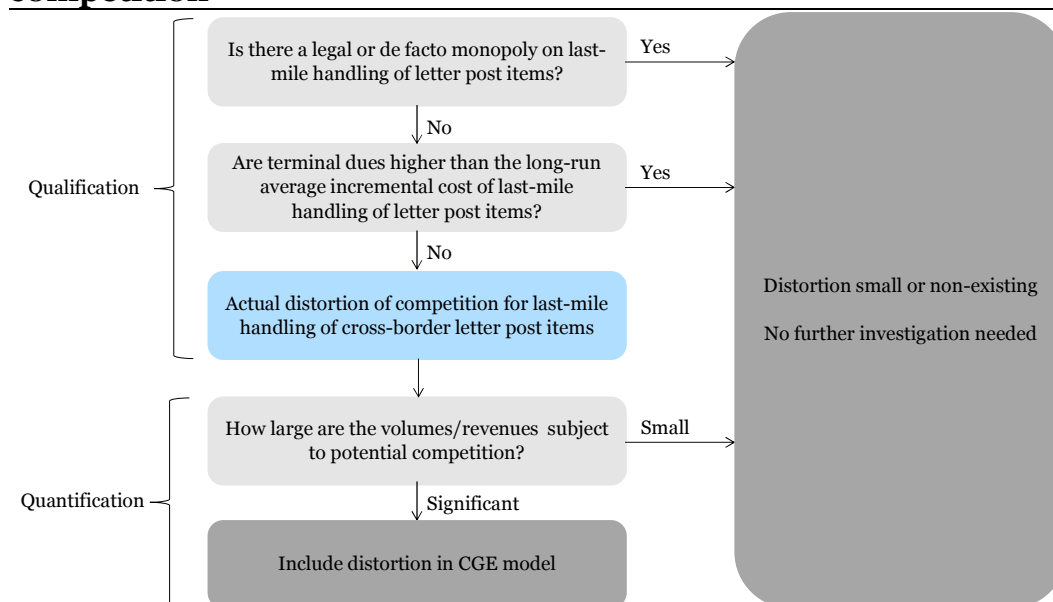 competition
Is there a legal or de facto monopoly on last-
mile handling of letter post items?
Yes
No
Qualification
Are terminal dues higher than the long-run
average incremental cost of last-mile
handling of letter post items?
Yes
No
Actual distortion of competition for last-mile
handling of cross-border letter post items
Distortion small or non-existing
No further investigation needed
How large are the volumes/revenues subject
to potential competition?
Small
Quantification
Significant
Include distortion in CGE model